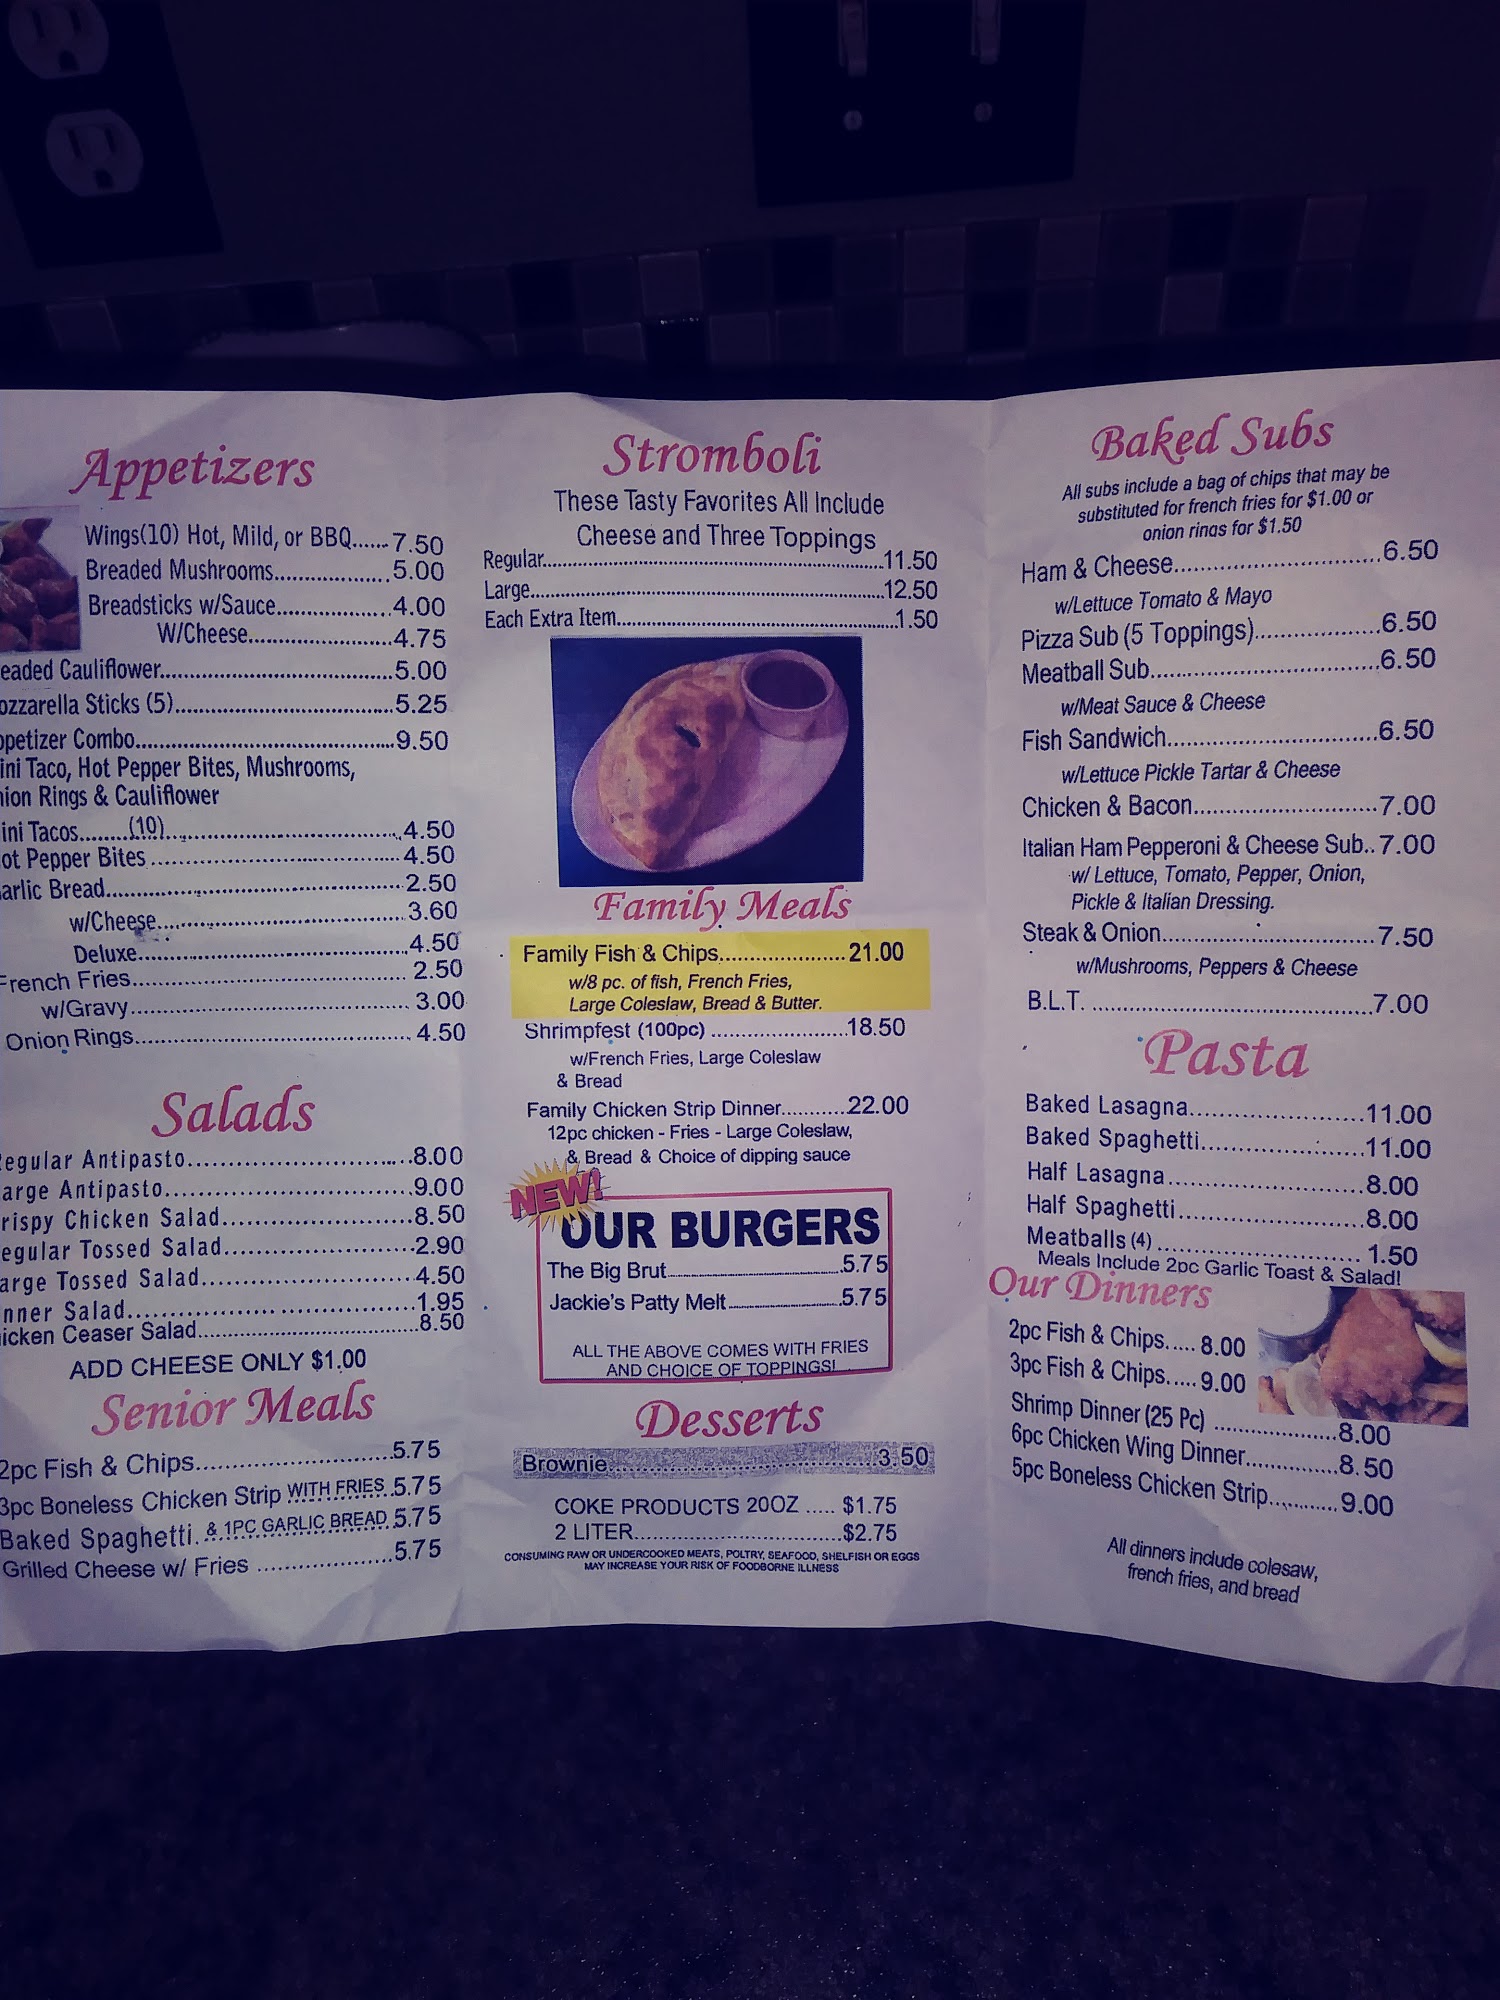 Appetizers
Wings(10) Hot, Mild, or BBQ......7.50
Breaded Mushrooms..................5.00
Breadsticks w/Sauce..................4.00
W/Cheese......................4.75
eaded Cauliflower....................................5.00
ozzarella Sticks (5)..................................5.25
ppetizer Combo.......................................9.50
ini Taco, Hot Pepper Bites, Mushrooms,
nion Rings & Cauliflower
ini Tacos........(10)....................................4.50
ot Pepper Bites ......................................4.50
arlic Bread..............................................2.50
w/Cheese.....................................3.60
Deluxe..................................................4.50
French Fries.......................................... 2.50
w/Gravy.......................................... 3.00
Onion Rings.......................................... 4.50
Salads
egular Antipasto...............................8.00
arge Antipasto..................................9.00
rispy Chicken Salad..........................8.50
egular Tossed Salad..........................2.90
arge Tossed Salad.............................4.50
nner Salad.......................................1.95
icken Ceaser Salad...................................8.50
ADD CHEESE ONLY $1.00
Senior Meals
2pc Fish & Chips............................5.75
3pc Boneless Chicken Strip WITH FRIES 5.75
Baked Spaghetti. & 1PC GARLIC BREAD 5.75
Grilled Cheese w/ Fries ...................5.75
Stromboli
These Tasty Favorites All Include
Cheese and Three Toppings
Regular.............................................................11.50
Large................................................................12.50
Each Extra Item..................................................1.50
Family Meals
Family Fish & Chips.....................21.00
w/8 pc. of fish, French Fries,
Large Coleslaw, Bread & Butter.
Shrimpfest (100pc) ......................18.50
w/French Fries, Large Coleslaw
& Bread
Family Chicken Strip Dinner...........22.00
12pc chicken - Fries - Large Coleslaw,
& Bread & Choice of dipping sauce
NEW!
OUR BURGERS
The Big Brut..............................5.75
Jackie's Patty Melt....................5.75
ALL THE ABOVE COMES WITH FRIES
AND CHOICE OF TOPPINGS!
Desserts
Brownie.......................................3.50
COKE PRODUCTS 20OZ ..... $1.75
2 LITER...................................$2.75
CONSUMING RAW OR UNDERCOOKED MEATS, POLTRY, SEAFOOD, SHELFISH OR EGGS
MAY INCREASE YOUR RISK OF FOODBORNE ILLNESS
Baked Subs
All subs include a bag of chips that may be
substituted for french fries for $1.00 or
onion rings for $1.50
Ham & Cheese...............................6.50
w/Lettuce Tomato & Mayo
Pizza Sub (5 Toppings)...................6.50
Meatball Sub..................................6.50
w/Meat Sauce & Cheese
Fish Sandwich................................6.50
w/Lettuce Pickle Tartar & Cheese
Chicken & Bacon............................7.00
Italian Ham Pepperoni & Cheese Sub..7.00
w/ Lettuce, Tomato, Pepper, Onion,
Pickle & Italian Dressing.
Steak & Onion................................7.50
w/Mushrooms, Peppers & Cheese
B.L.T. ...........................................7.00
Pasta
Baked Lasagna..........................11.00
Baked Spaghetti........................11.00
Half Lasagna.............................8.00
Half Spaghetti............................8.00
Meatballs (4) ............................. 1.50
Meals Include 2pc Garlic Toast & Salad!
Our Dinners
2pc Fish & Chips..... 8.00
3pc Fish & Chips..... 9.00
Shrimp Dinner (25 Pc) ..................8.00
6pc Chicken Wing Dinner..............8.50
5pc Boneless Chicken Strip...........9.00
All dinners include colesaw,
french fries, and bread